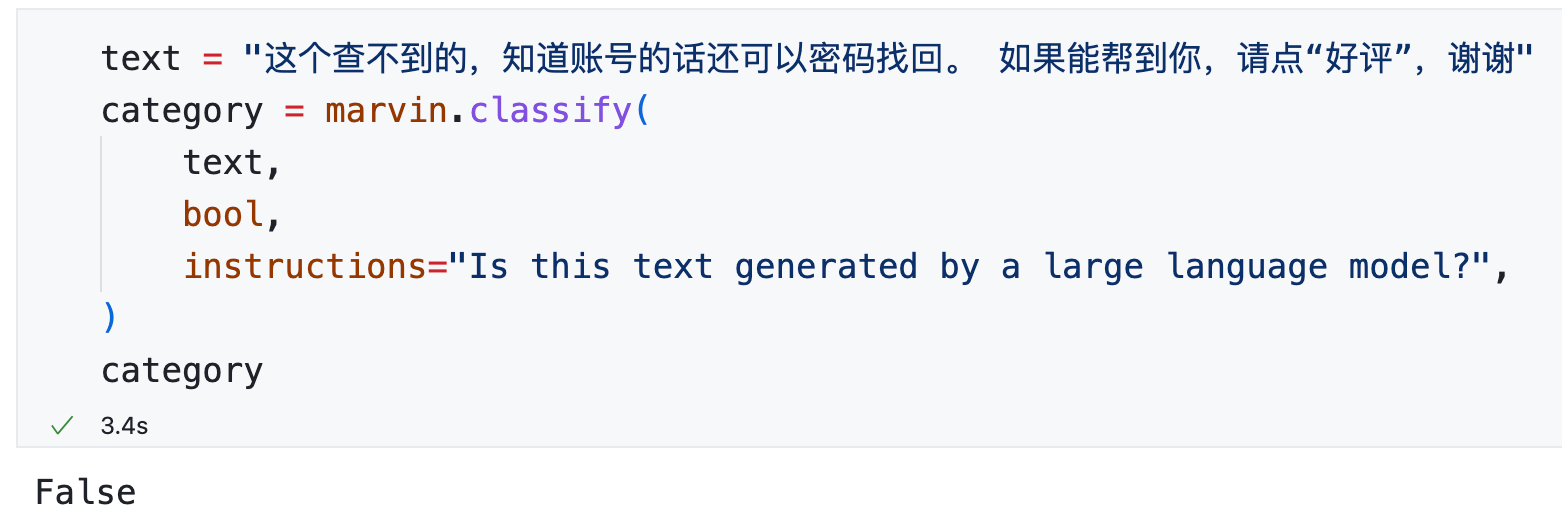 text = "这个查不到的，知道账号的话还可以密码找回。 如果能帮到你，请点“好评”，谢谢"
category = marvin.classify(
    text,
    bool,
    instructions="Is this text generated by a large language model?",
)
category
3.4s
False